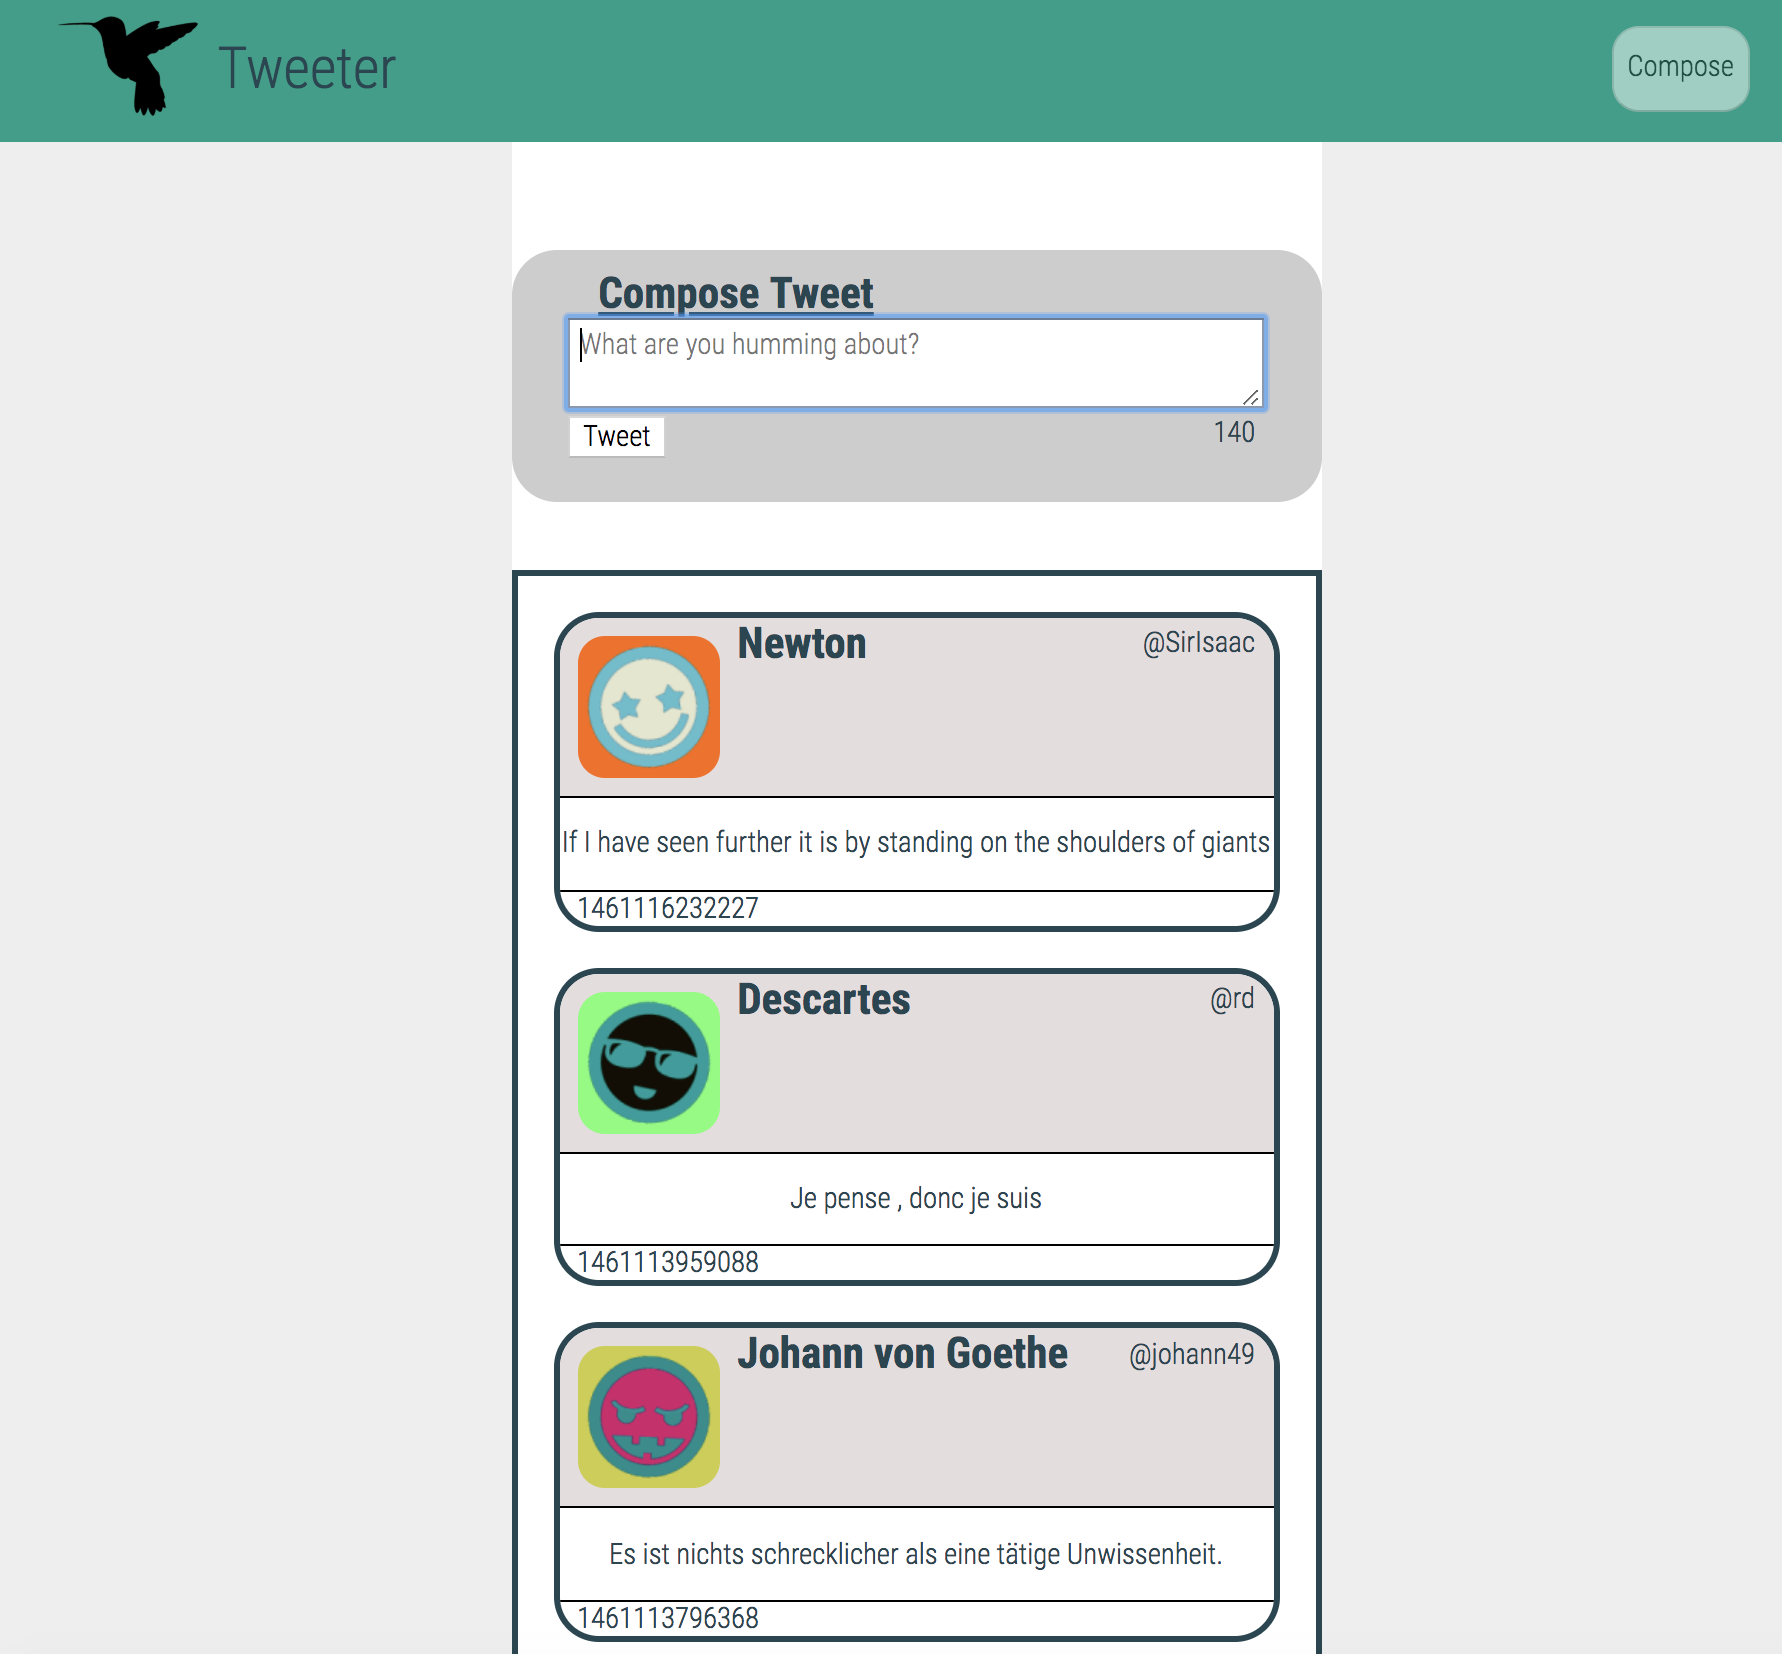 Tweeter
Compose
Compose Tweet
What are you humming about?
Tweet
140
Newton
@SirIsaac
If I have seen further it is by standing on the shoulders of giants
1461116232227
Descartes
@rd
Je pense , donc je suis
1461113959088
Johann von Goethe
@johann49
Es ist nichts schrecklicher als eine tätige Unwissenheit.
1461113796368